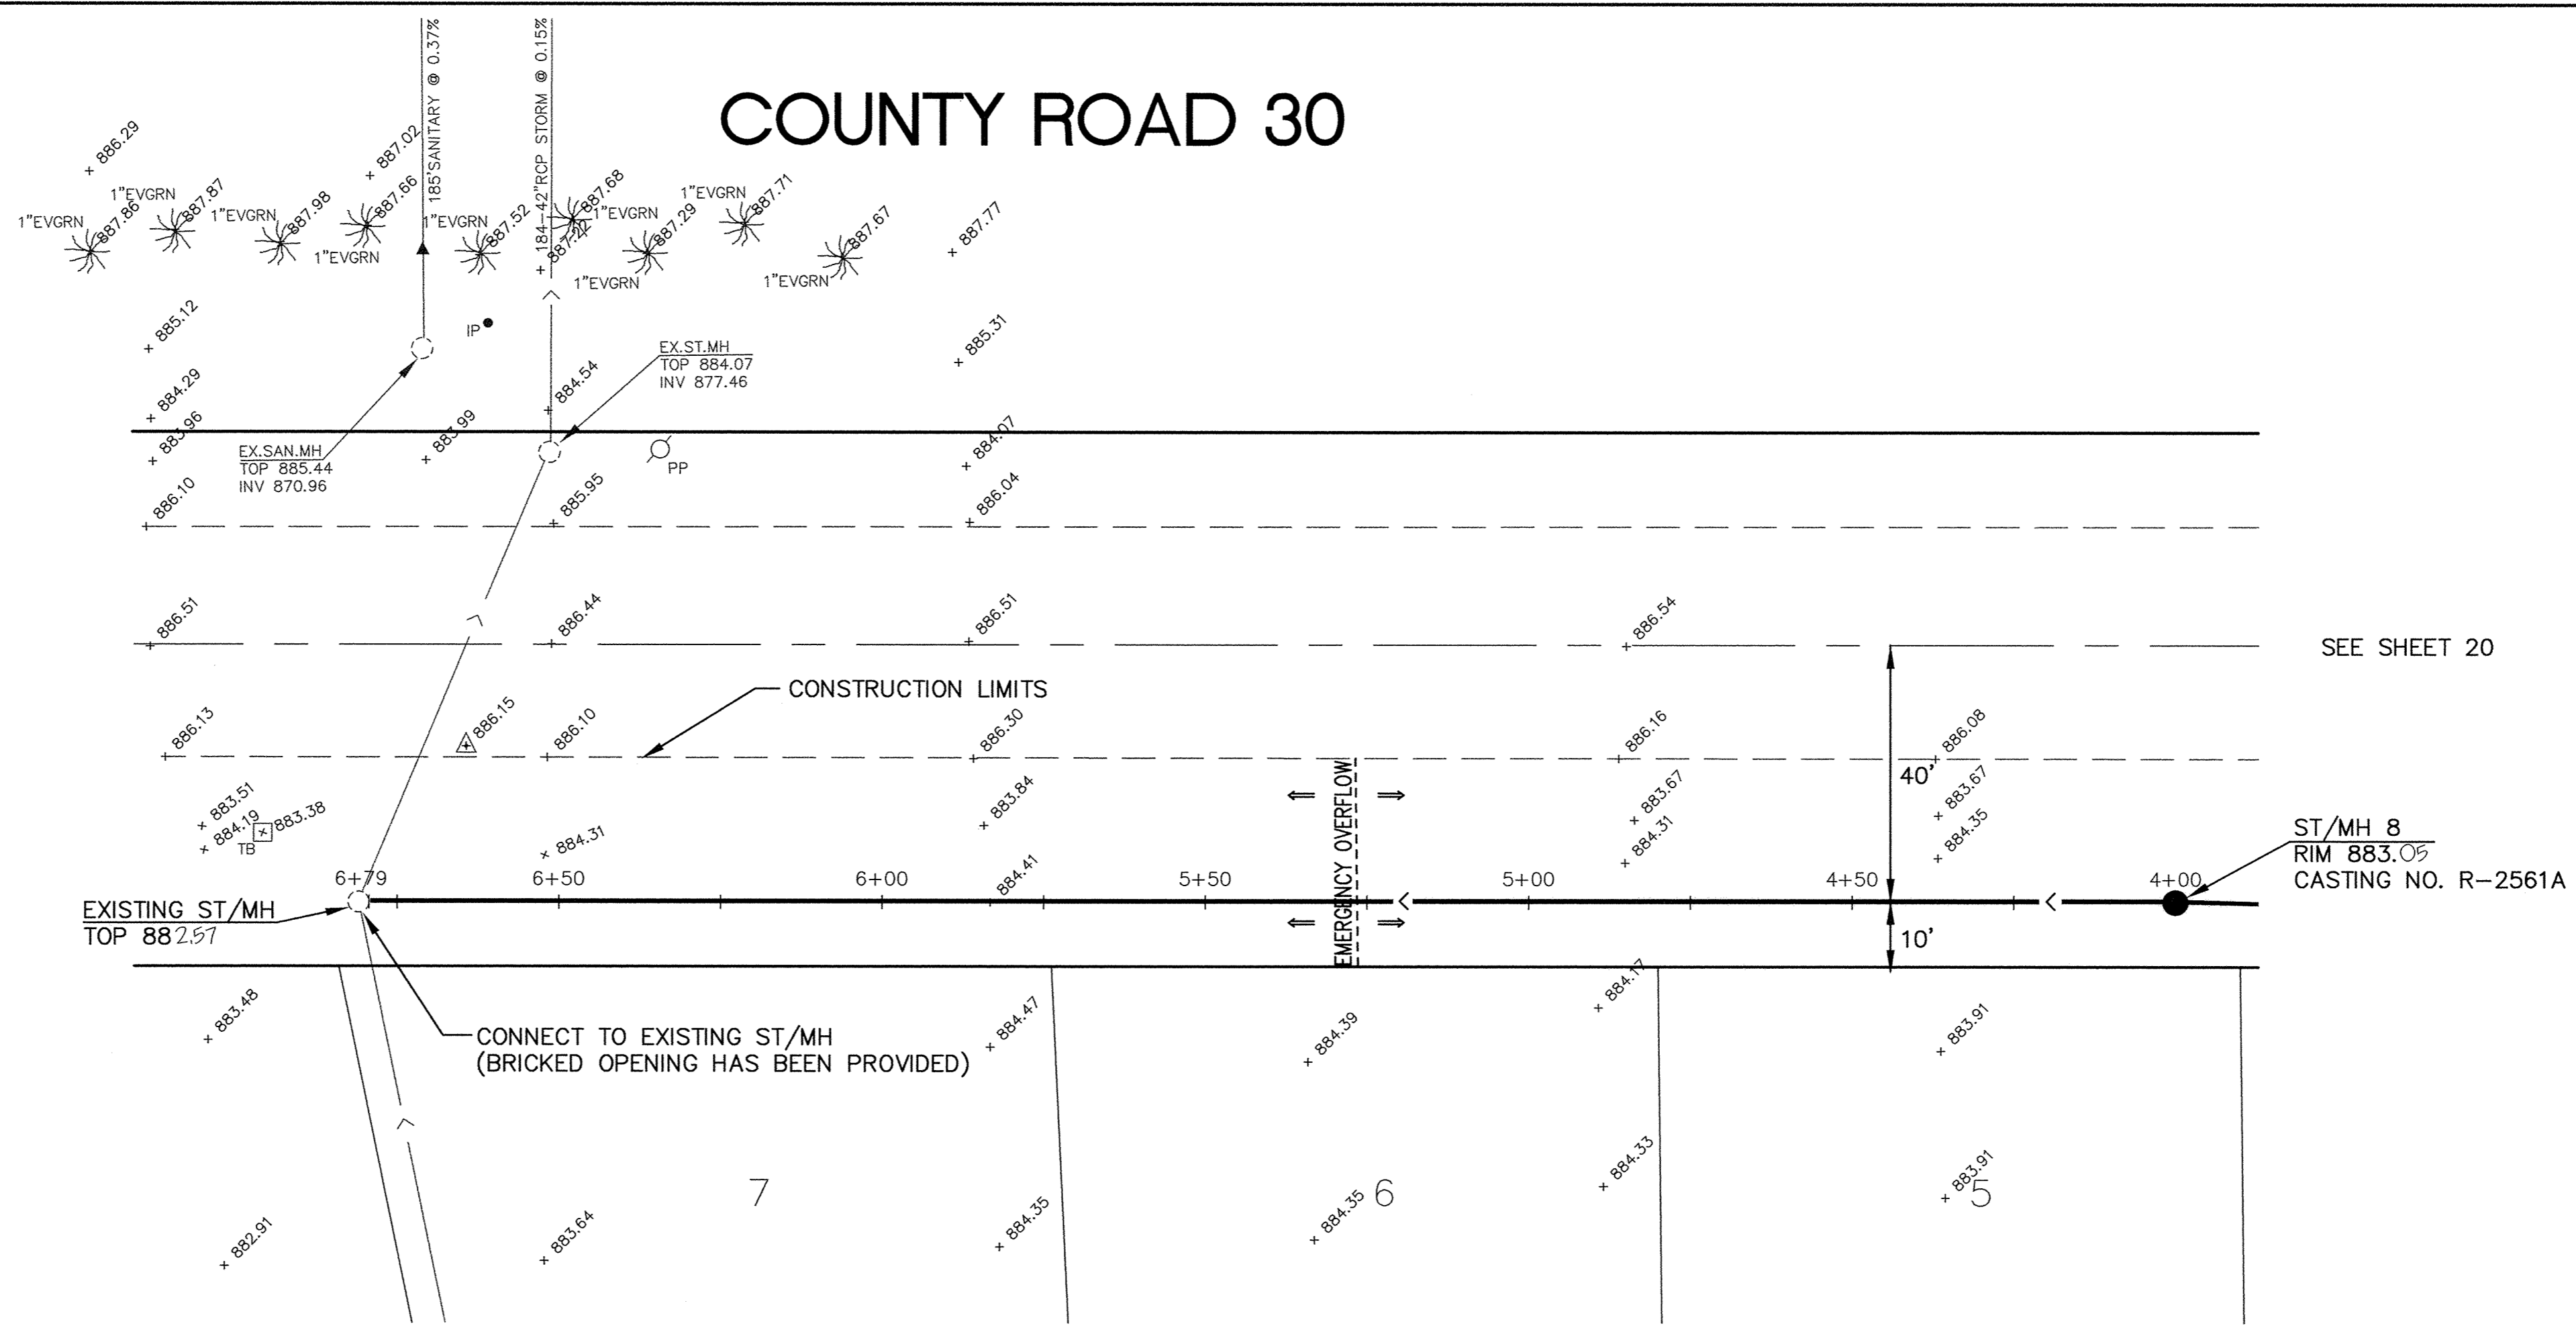 COUNTY ROAD 30
185'SANITARY @ 0.37%
184-42"RCP STORM @ 0.15%
886.29
887.02
1"EVGRN
887.86
1"EVGRN
887.87
1"EVGRN
887.98
1"EVGRN
887.66
1"EVGRN
887.52
1"EVGRN
887.68
887.22
1"EVGRN
887.29
1"EVGRN
887.71
1"EVGRN
887.67
887.77
885.12
IP
885.31
EX.ST.MH
TOP 884.07
INV 877.46
884.29
884.54
883.96
883.99
884.07
EX.SAN.MH
TOP 885.44
INV 870.96
PP
886.10
885.95
886.04
886.51
886.44
886.51
886.54
SEE SHEET 20
CONSTRUCTION LIMITS
886.13
886.15
886.10
886.30
886.16
886.08
40'
883.51
884.19
883.38
TB
884.31
883.84
884.41
883.67
884.31
883.67
884.35
EMERGENCY OVERFLOW
ST/MH 8
RIM 883.05
CASTING NO. R-2561A
6+79
6+50
6+00
5+50
5+00
4+50
4+00
EXISTING ST/MH
TOP 882.57
10'
CONNECT TO EXISTING ST/MH
(BRICKED OPENING HAS BEEN PROVIDED)
883.48
884.47
884.39
884.17
883.91
882.91
883.64
7
884.35
884.35
6
884.33
883.91
5